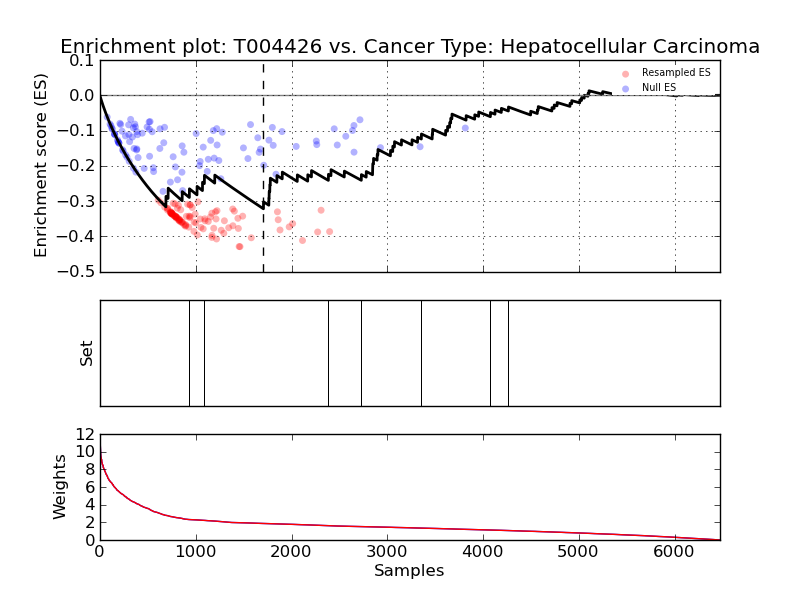 Enrichment plot: T004426 vs. Cancer Type: Hepatocellular Carcinoma
Enrichment score (ES)
0.1
0.0
−0.1
−0.2
−0.3
−0.4
−0.5
Resampled ES
Null ES
Set
Weights
12
10
8
6
4
2
0
0 1000 2000 3000 4000 5000 6000
Samples